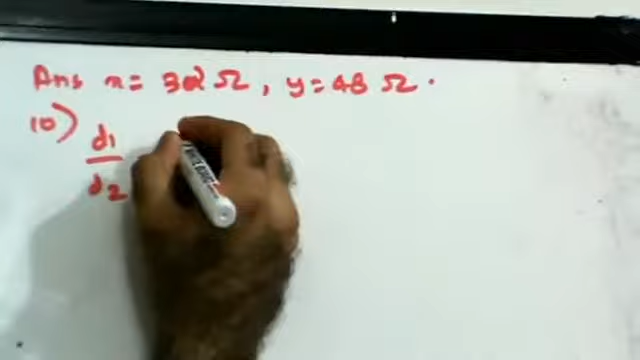 Ans x = 32 Ω, y = 48 Ω.
10) d1
d2